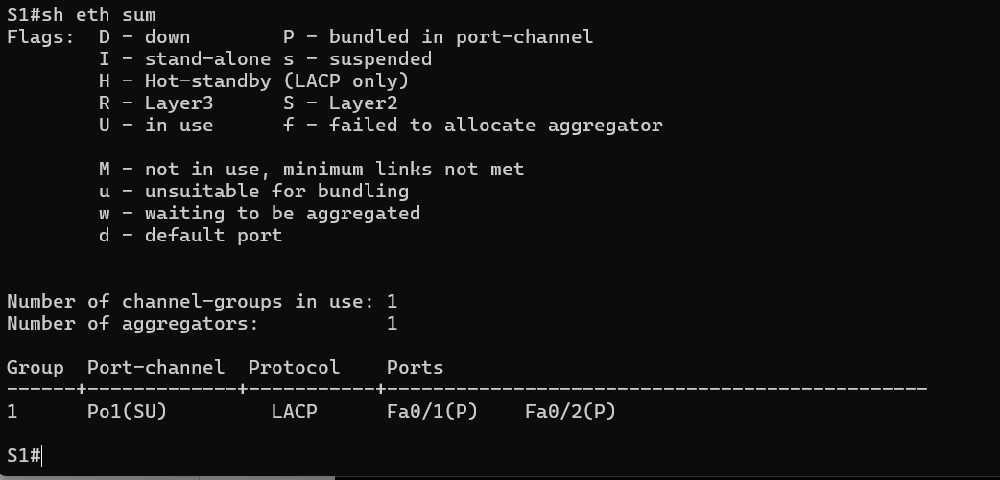 S1#sh eth sum
Flags:  D - down        P - bundled in port-channel
        I - stand-alone s - suspended
        H - Hot-standby (LACP only)
        R - Layer3      S - Layer2
        U - in use      f - failed to allocate aggregator

        M - not in use, minimum links not met
        u - unsuitable for bundling
        w - waiting to be aggregated
        d - default port


Number of channel-groups in use: 1
Number of aggregators:           1

Group  Port-channel  Protocol    Ports
------+-------------+-----------+-----------------------------------------------
1      Po1(SU)         LACP      Fa0/1(P)    Fa0/2(P)

S1#